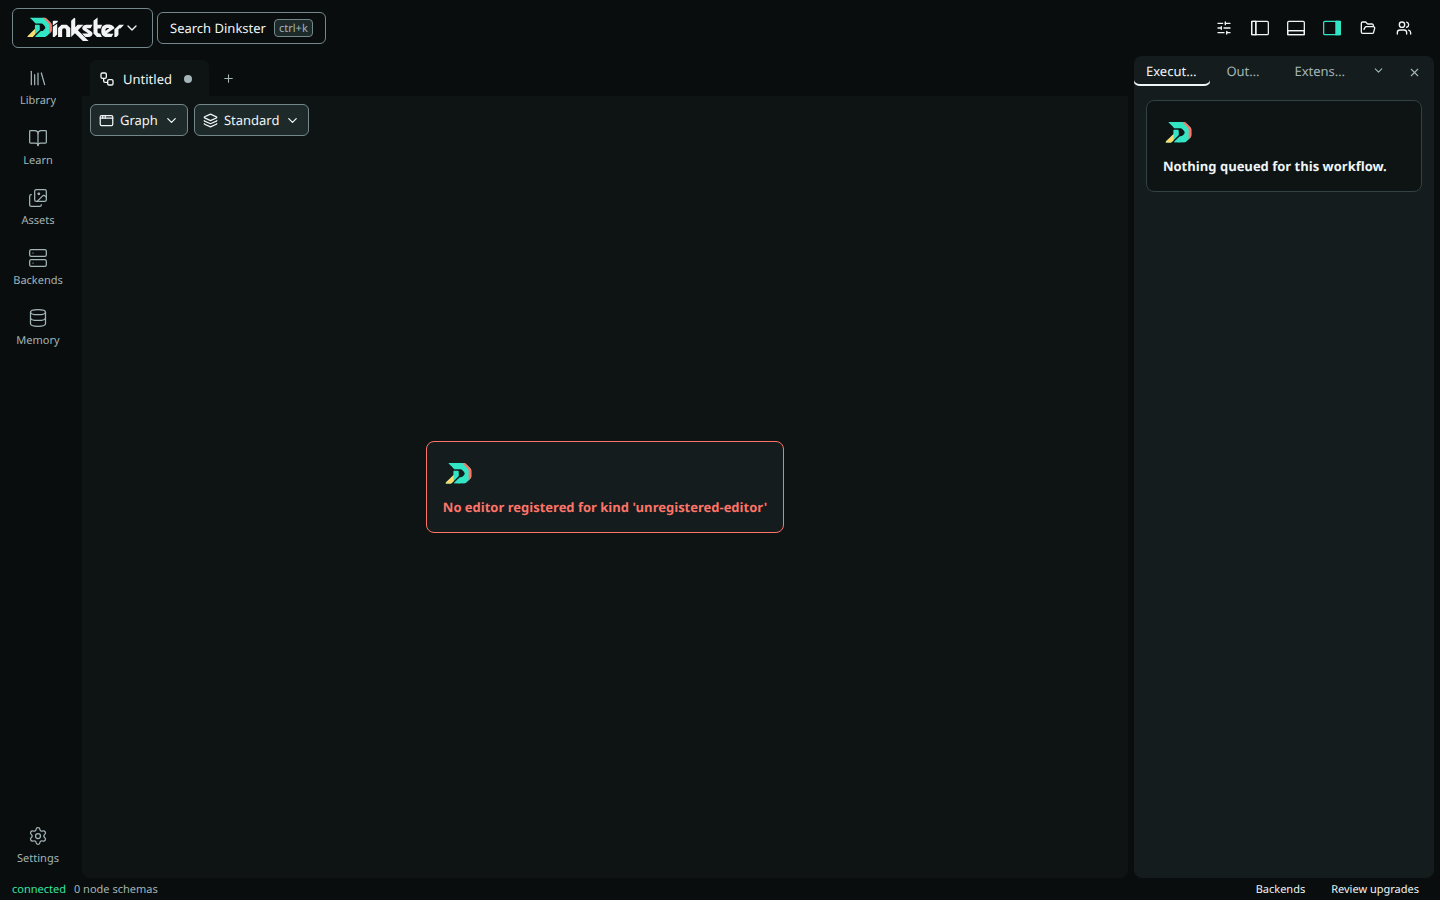 Dinkster
Search Dinkster ctrl+k
Library
Learn
Assets
Backends
Memory
Settings
Untitled
Graph
Standard
No editor registered for kind 'unregistered-editor'
Execut...
Out...
Extens...
Nothing queued for this workflow.
connected 0 node schemas
Backends
Review upgrades